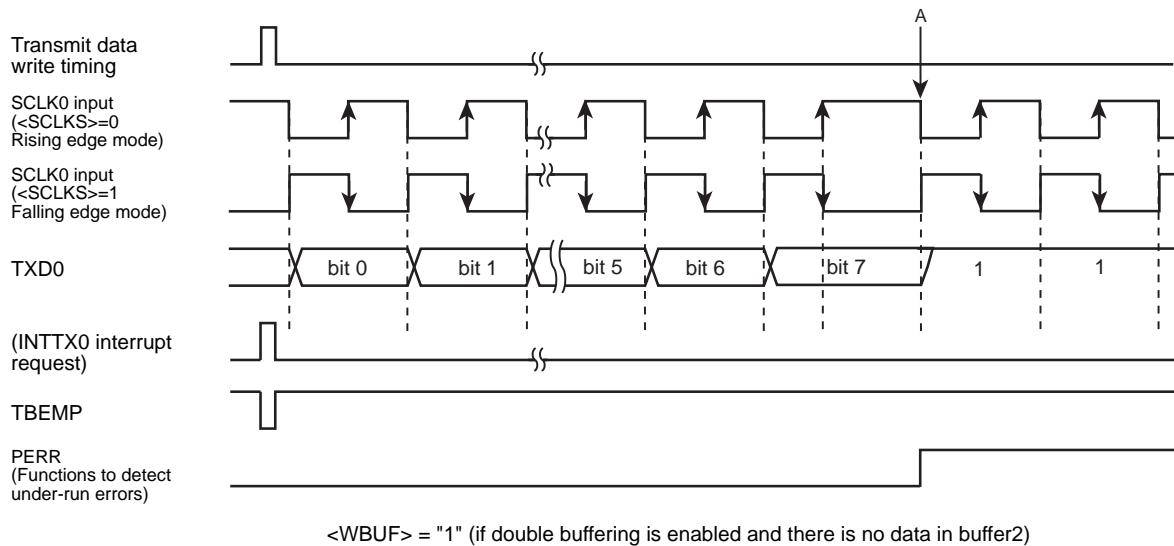 A
Transmit data
write timing
SCLK0 input
(<SCLKS>=0
Rising edge mode)
SCLK0 input
(<SCLKS>=1
Falling edge mode)
TXD0
bit 0
bit 1
bit 5
bit 6
bit 7
1
1
(INTTX0 interrupt
request)
TBEMP
PERR
(Functions to detect
under-run errors)
<WBUF> = "1" (if double buffering is enabled and there is no data in buffer2)